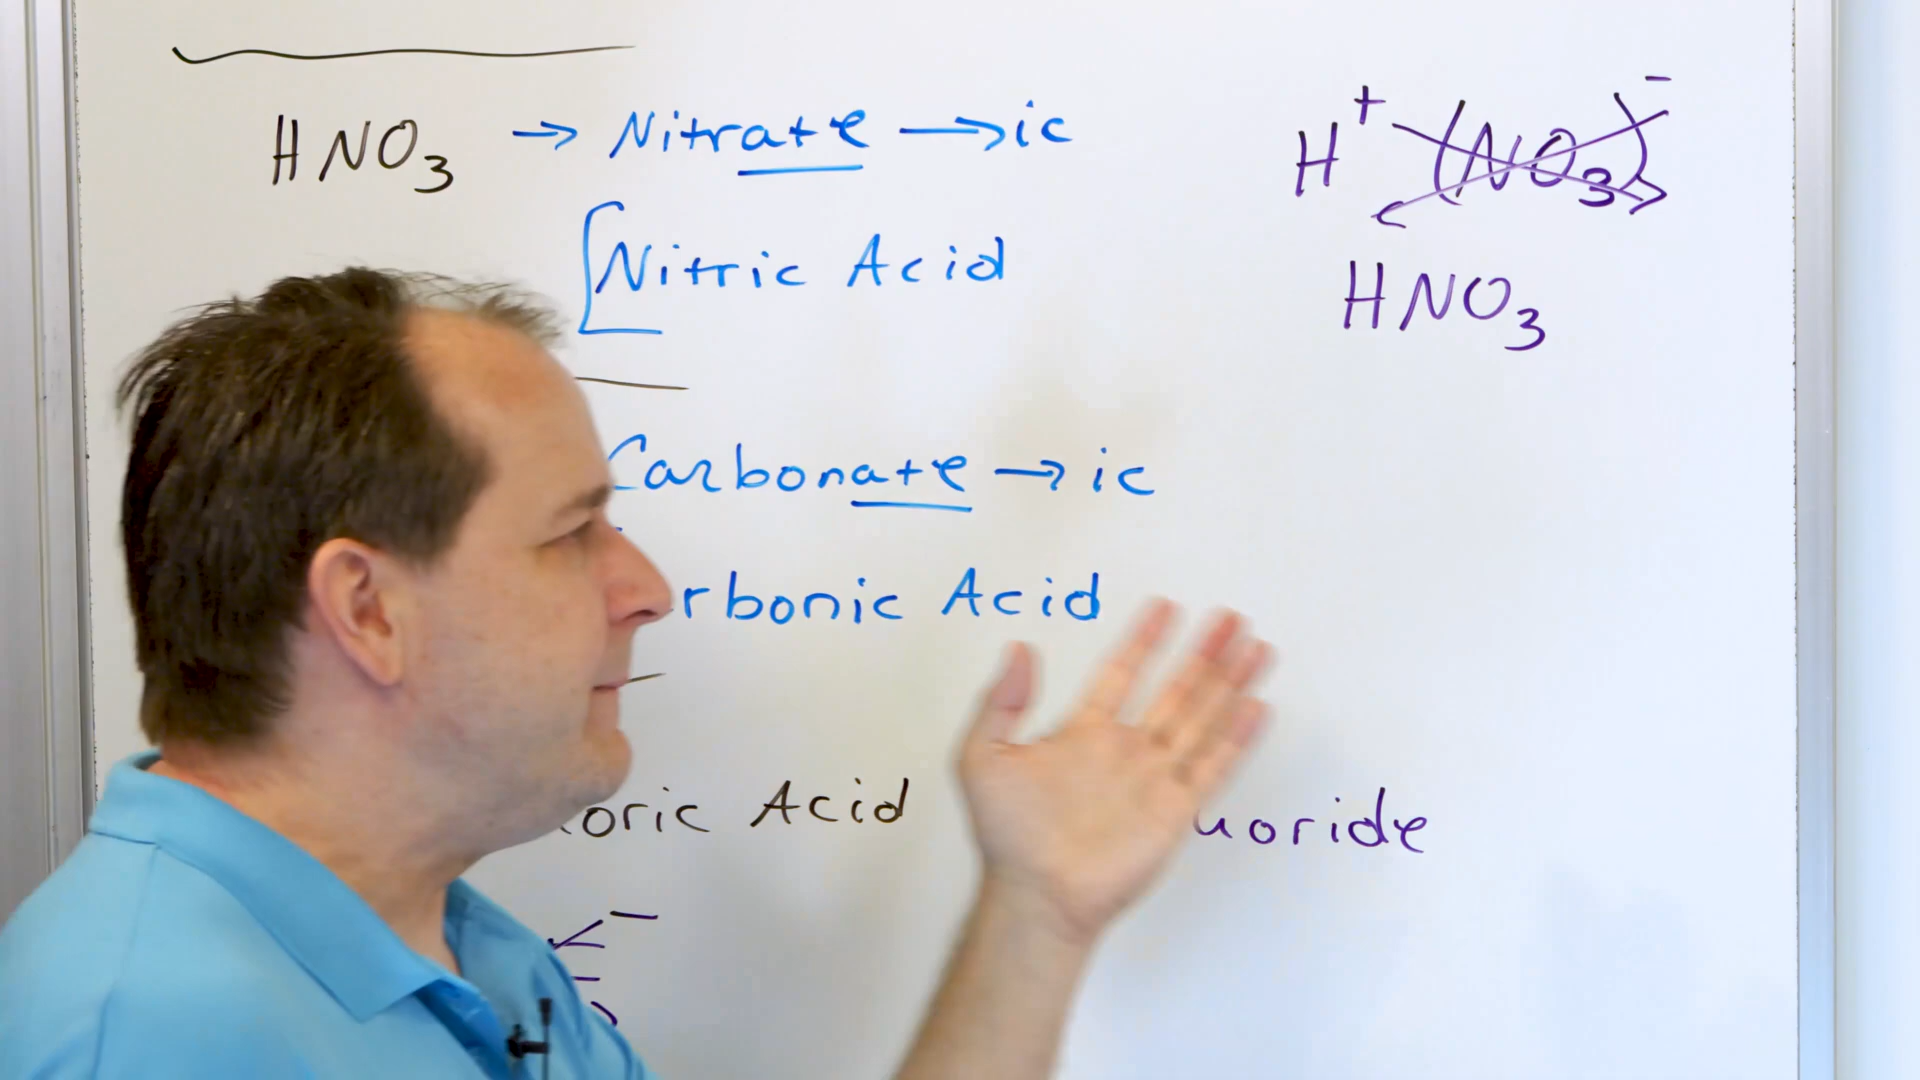 HNO₃ → Nitrate → ic
[Nitric Acid
H⁺ (NO₃)⁻
HNO₃
Carbonate → ic
rbonic Acid
oric Acid
uoride